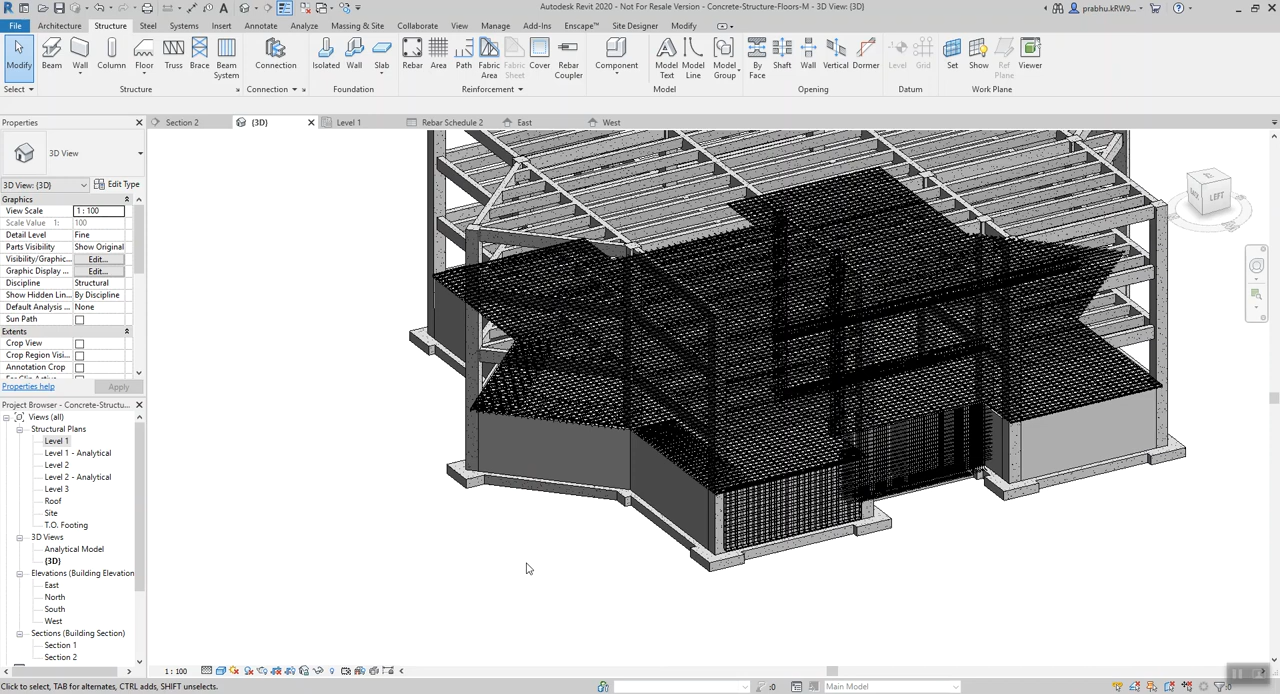 Autodesk Revit 2020 - Not For Resale Version - Concrete-Structure-Floors-M - 3D View: {3D}
prabhu.kRW9...
File Architecture Structure Steel Systems Insert Annotate Analyze Massing & Site Collaborate View Manage Add-Ins Enscape™ Site Designer Modify
Modify Beam Wall Column Floor Truss Brace Beam System Connection Isolated Wall Slab Rebar Area Path Fabric Area Fabric Sheet Cover Rebar Coupler Component Model Text Model Line Model Group By Face Shaft Wall Vertical Dormer Level Grid Set Show Ref Plane Viewer
Select Structure Connection Foundation Reinforcement Model Opening Datum Work Plane
Properties
Section 2 {3D} Level 1 Rebar Schedule 2 East West
3D View
3D View: {3D} Edit Type
Graphics
View Scale 1 : 100
Scale Value 1: 100
Detail Level Fine
Parts Visibility Show Original
Visibility/Graphic... Edit...
Graphic Display ... Edit...
Discipline Structural
Show Hidden Lin... By Discipline
Default Analysis ... None
Sun Path
Extents
Crop View
Crop Region Visi...
Annotation Crop
Properties help Apply
Project Browser - Concrete-Structu...
Views (all)
Structural Plans
Level 1
Level 1 - Analytical
Level 2
Level 2 - Analytical
Level 3
Roof
Site
T.O. Footing
3D Views
Analytical Model
{3D}
Elevations (Building Elevation
East
North
South
West
Sections (Building Section)
Section 1
Section 2
LEFT
1 : 100
Click to select, TAB for alternates, CTRL adds, SHIFT unselects.
:0 Main Model :0